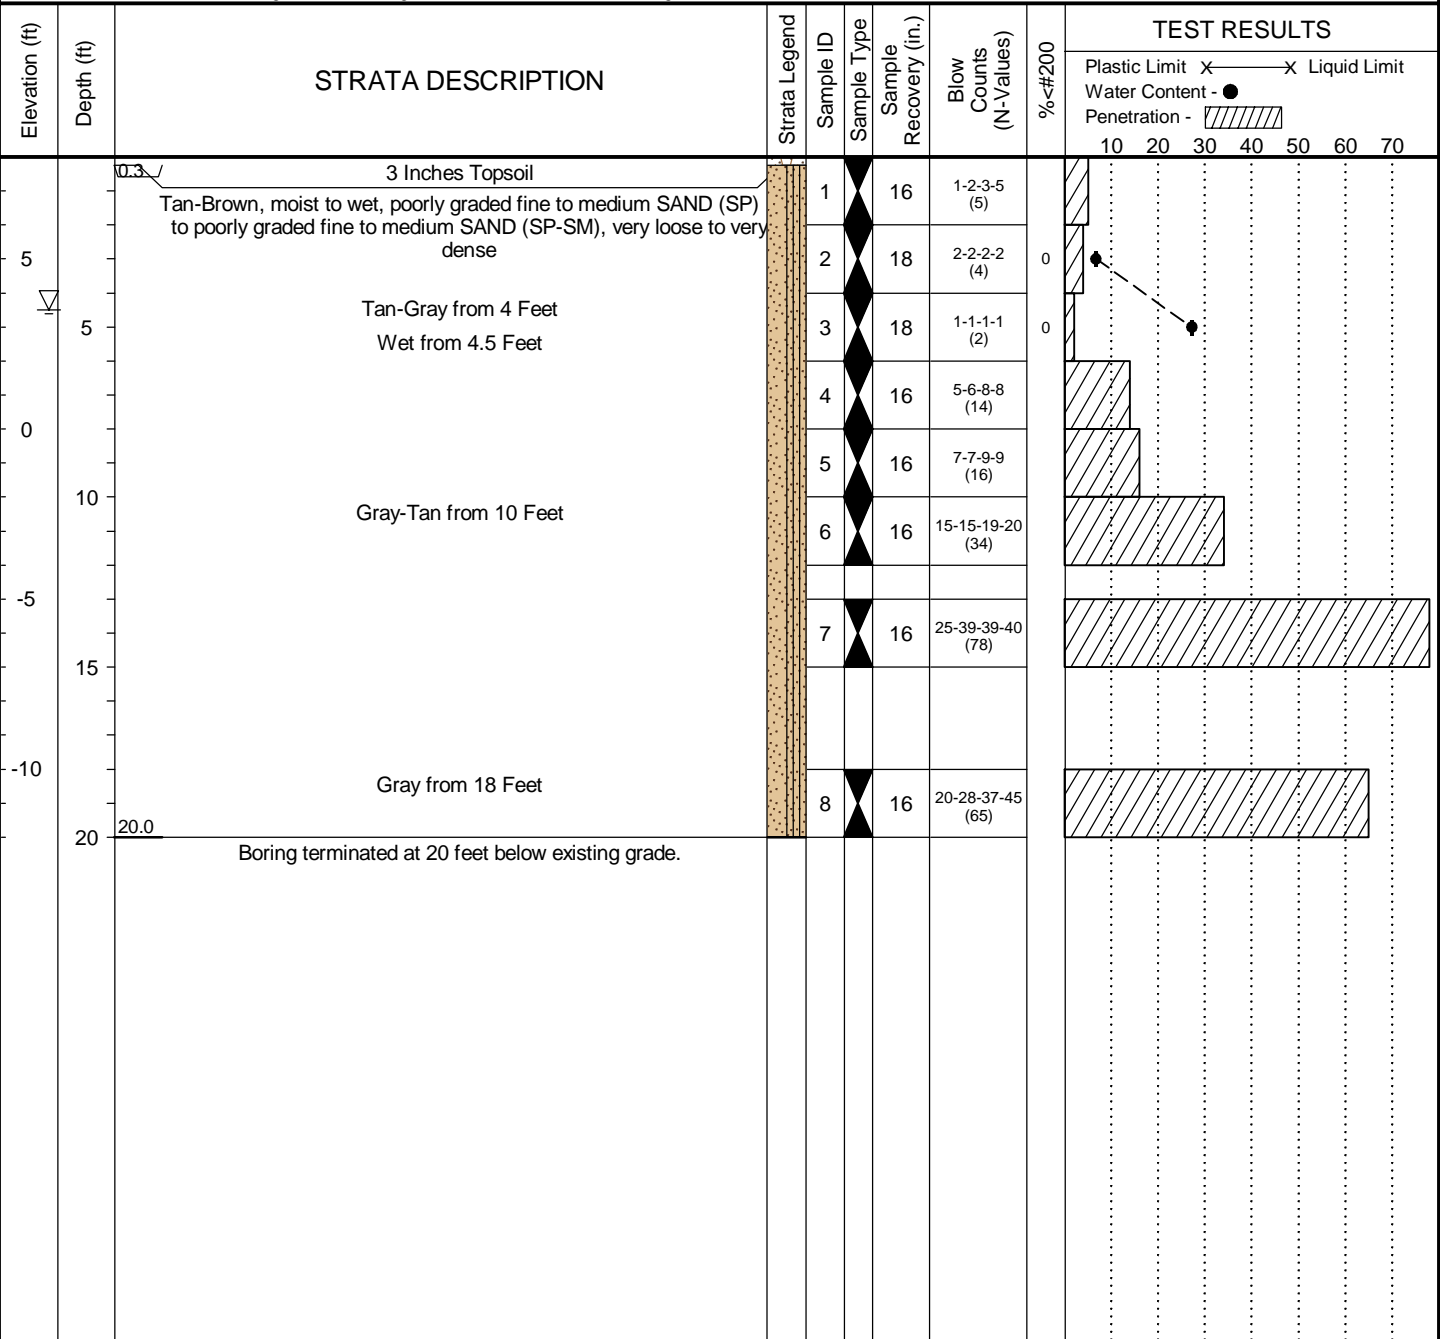 Elevation (ft)
Depth (ft)
STRATA DESCRIPTION
Strata Legend
Sample ID
Sample Type
Sample
Recovery (in.)
Blow
Counts
(N-Values)
%<#200
TEST RESULTS
Plastic Limit X X Liquid Limit
Water Content -
Penetration -
10 20 30 40 50 60 70
0.3
3 Inches Topsoil
1 16 1-2-3-5
(5)
Tan-Brown, moist to wet, poorly graded fine to medium SAND (SP)
to poorly graded fine to medium SAND (SP-SM), very loose to very
dense
5 2 18 2-2-2-2
(4)
0
Tan-Gray from 4 Feet
5 3 18 1-1-1-1
(2)
0
Wet from 4.5 Feet
4 16 5-6-8-8
(14)
0
5 16 7-7-9-9
(16)
10
Gray-Tan from 10 Feet
6 16 15-15-19-20
(34)
-5
7 16 25-39-39-40
(78)
15
-10
Gray from 18 Feet
8 16 20-28-37-45
(65)
20 20.0
Boring terminated at 20 feet below existing grade.